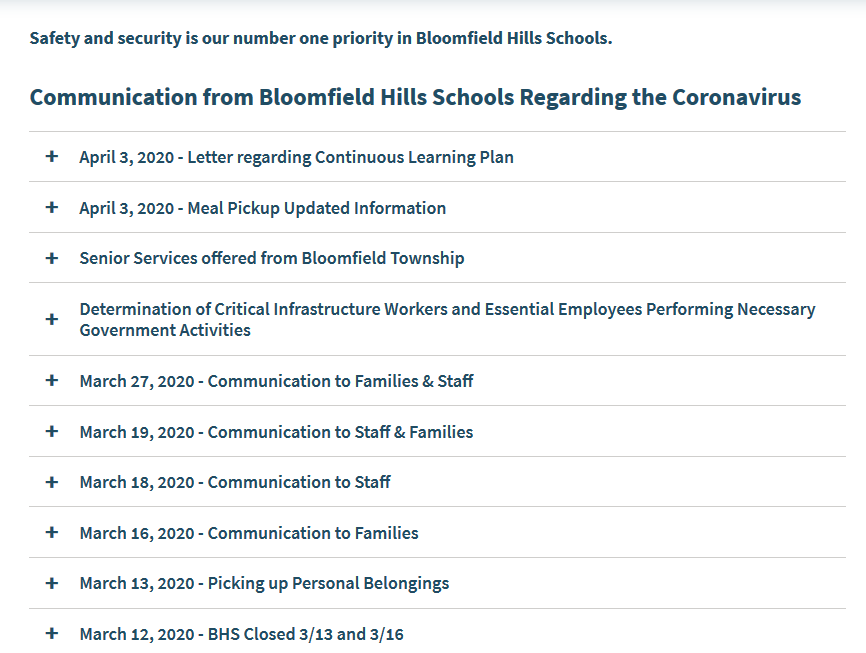 Safety and security is our number one priority in Bloomfield Hills Schools.
Communication from Bloomfield Hills Schools Regarding the Coronavirus
+ April 3, 2020 - Letter regarding Continuous Learning Plan
+ April 3, 2020 - Meal Pickup Updated Information
+ Senior Services offered from Bloomfield Township
+ Determination of Critical Infrastructure Workers and Essential Employees Performing Necessary
Government Activities
+ March 27, 2020 - Communication to Families & Staff
+ March 19, 2020 - Communication to Staff & Families
+ March 18, 2020 - Communication to Staff
+ March 16, 2020 - Communication to Families
+ March 13, 2020 - Picking up Personal Belongings
+ March 12, 2020 - BHS Closed 3/13 and 3/16